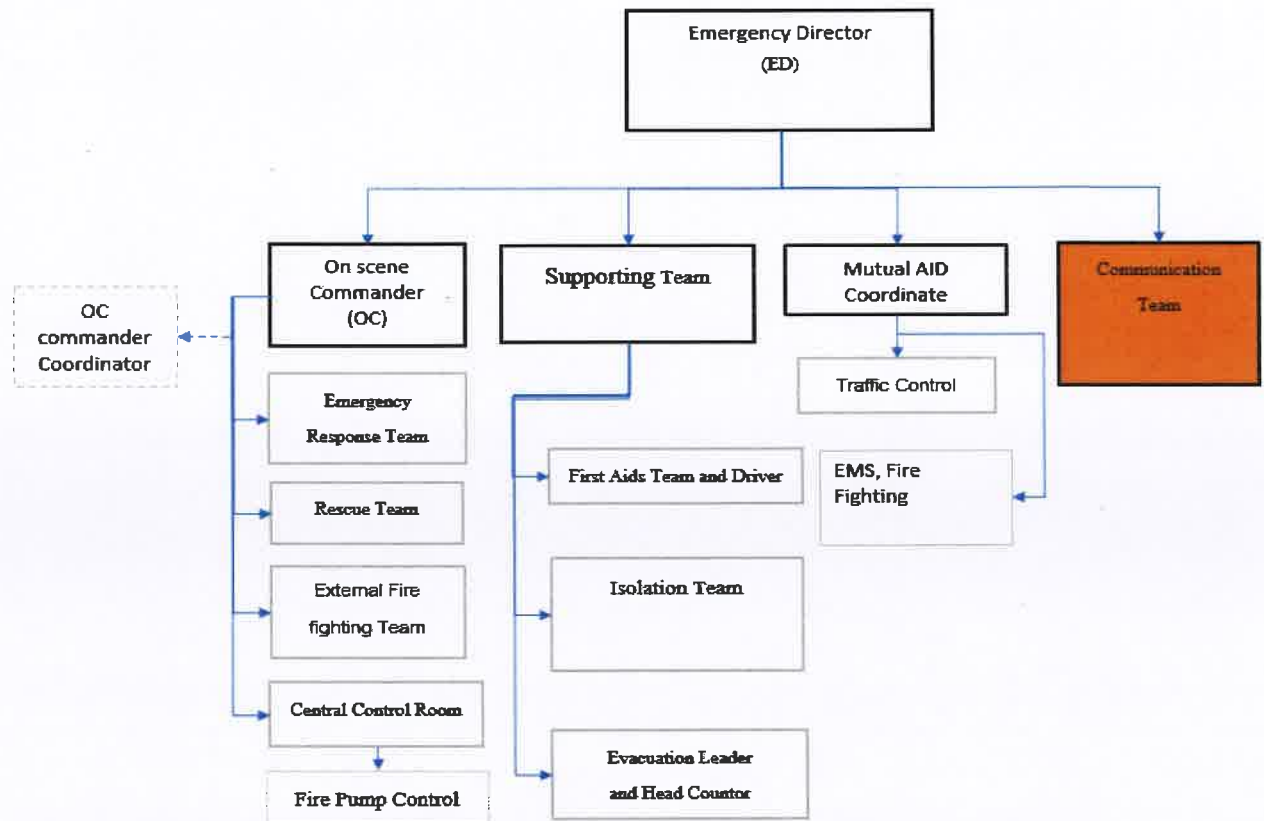 Emergency Director
(ED)
On scene
Commander
(OC)
Supporting Team
Mutual AID
Coordinate
Communication
Team
OC
commander
Coordinator
Emergency
Response Team
Rescue Team
External Fire
fighting Team
Central Control Room
Fire Pump Control
First Aids Team and Driver
Isolation Team
Evacuation Leader
and Head Countor
Traffic Control
EMS, Fire
Fighting